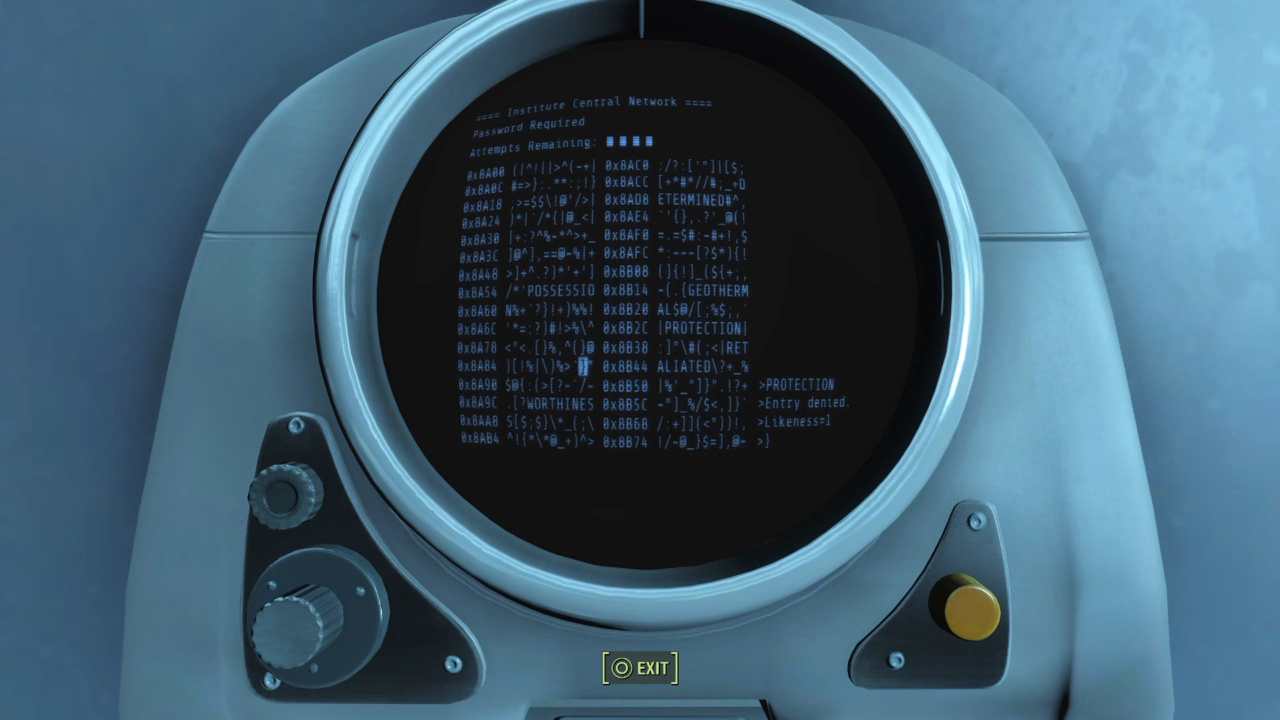 ==== Institute Central Network ====
Password Required
Attempts Remaining: ■ ■ ■ ■
0x8A00 (|^!||>^(-+| 0x8AC0 :/?:['"]|[$;
0x8A0C #=>}:.**:;!} 0x8ACC [+*#*//#;_+D
0x8A18 ;>=$$\!@'/>| 0x8AD8 ETERMINED#^,
0x8A24 }*|`/*{|@_<| 0x8AE4 `'{},.?'_@(!
0x8A30 |+:?^%-*^>+_ 0x8AF0 =.=$#:-#+!,$
0x8A3C ]@^],==@-%|+ 0x8AFC *:---[?$*){!
0x8A48 >]+^.?)*'+'] 0x8B08 (]{!]_(${+;,
0x8A54 /*'POSSESSIO 0x8B14 -(.{GEOTHERM
0x8A60 N%+`?}!+)%%! 0x8B20 AL$@/[;%$;,`
0x8A6C '*=:?]#!>%\^ 0x8B2C |PROTECTION|
0x8A78 <"<.[}%,^(}@ 0x8B38 :]"\#(;<|RET
0x8A84 )[!%|\}%>`}" 0x8B44 ALIATED\?+_%
0x8A90 $@{:(>[?-`/- 0x8B50 |%'_"]}".!?+ >PROTECTION
0x8A9C .[?WORTHINES 0x8B5C -"]_%/$<,]}` >Entry denied.
0x8AA8 S[$;$)\*_(;\ 0x8B68 /:+]](<"))!, >Likeness=1
0x8AB4 ^!{*\*@_+)^> 0x8B74 !/-@_}$=],@- >}
EXIT